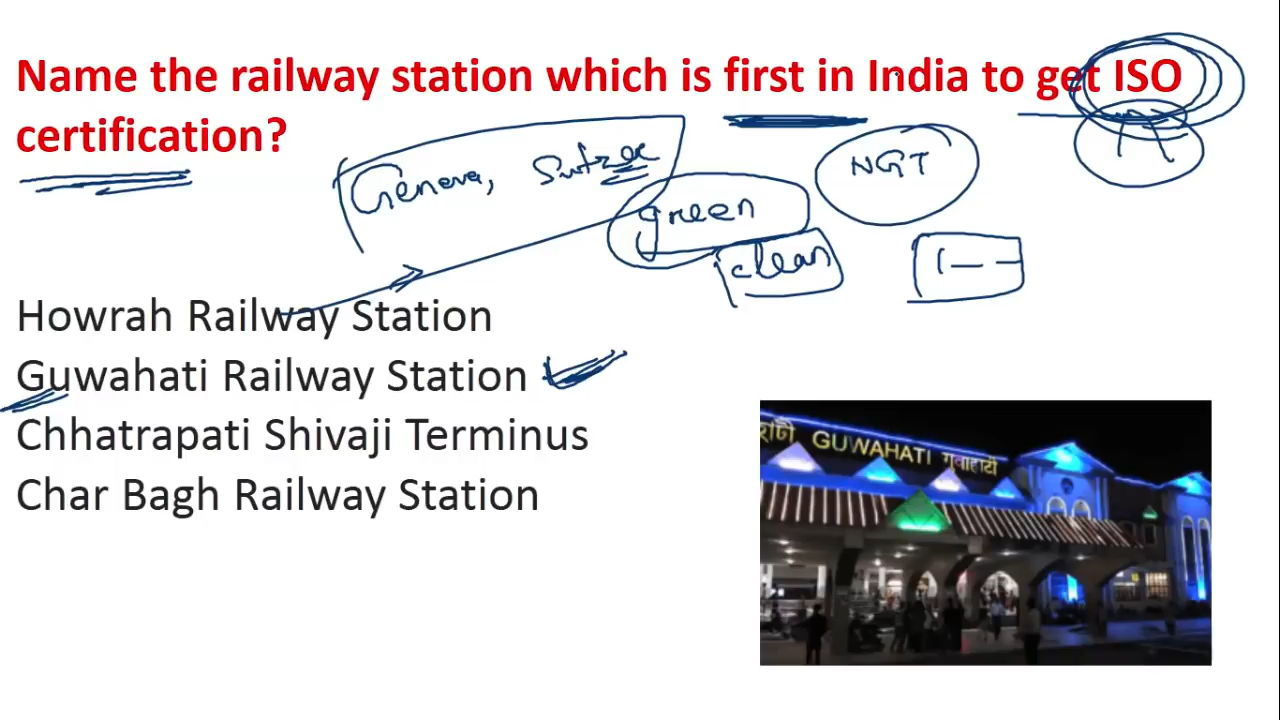 Name the railway station which is first in India to get ISO
certification?
Geneva,
NGT
green
clean
Howrah Railway Station
Guwahati Railway Station
Chhatrapati Shivaji Terminus
Char Bagh Railway Station
GUWAHATI गुवाहाटी